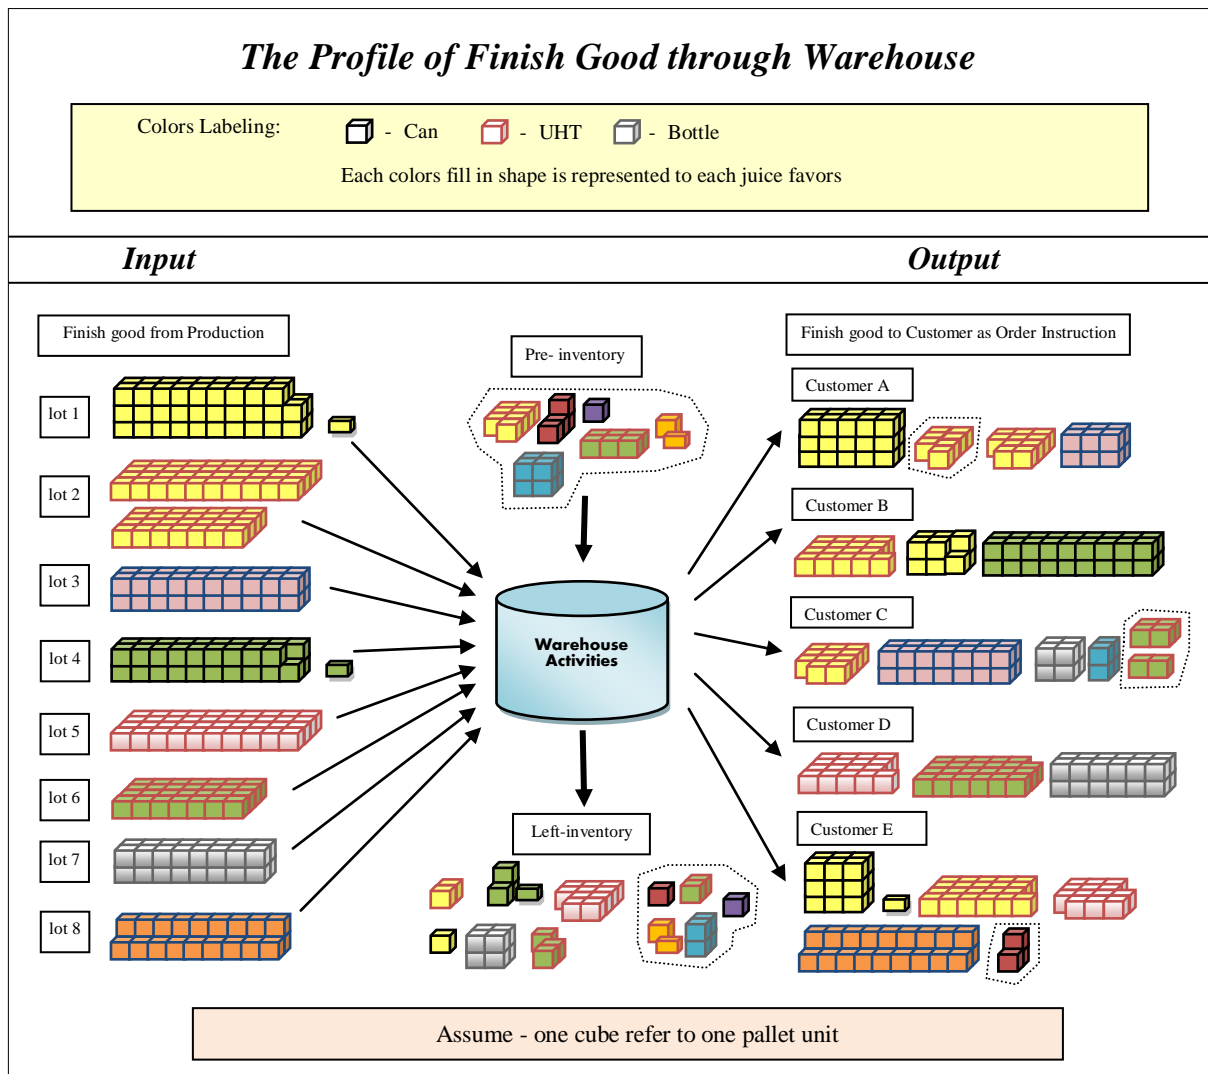 The Profile of Finish Good through Warehouse
Colors Labeling:
- Can
- UHT
- Bottle
Each colors fill in shape is represented to each juice favors
Input
Output
Finish good from Production
Pre- inventory
Finish good to Customer as Order Instruction
lot 1
lot 2
lot 3
lot 4
lot 5
lot 6
lot 7
lot 8
Warehouse
Activities
Left-inventory
Customer A
Customer B
Customer C
Customer D
Customer E
Assume - one cube refer to one pallet unit